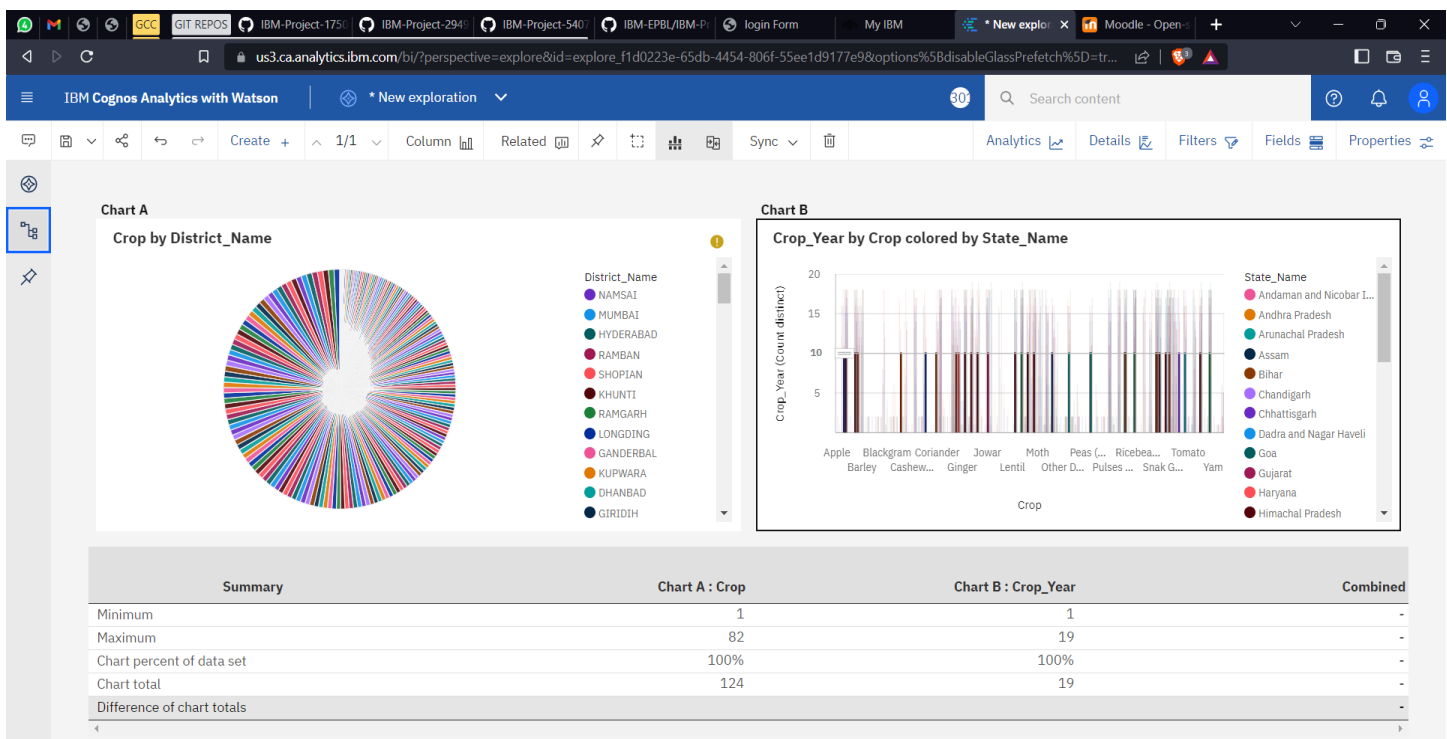 GCC GIT REPOS IBM-Project-1750 IBM-Project-2949 IBM-Project-5407 IBM-EPBL/IBM-Pr login Form My IBM * New explor Moodle - Open-s
us3.ca.analytics.ibm.com/bi/?perspective=explore&id=explore_f1d0223e-65db-4454-806f-55ee1d9177e9&options%5BdisableGlassPrefetch%5D=tr...
IBM Cognos Analytics with Watson * New exploration 301 Search content
Create + 1/1 Column Related Sync Analytics Details Filters Fields Properties
Chart A
Crop by District_Name
District_Name
NAMSAI
MUMBAI
HYDERABAD
RAMBAN
SHOPIAN
KHUNTI
RAMGARH
LONGDING
GANDERBAL
KUPWARA
DHANBAD
GIRIDIH
Chart B
Crop_Year by Crop colored by State_Name
Crop_Year (Count distinct)
20
15
10
5
Apple Blackgram Coriander Jowar Moth Peas (... Ricebea... Tomato
Barley Cashew... Ginger Lentil Other D... Pulses ... Snak G... Yam
Crop
State_Name
Andaman and Nicobar I...
Andhra Pradesh
Arunachal Pradesh
Assam
Bihar
Chandigarh
Chhattisgarh
Dadra and Nagar Haveli
Goa
Gujarat
Haryana
Himachal Pradesh
Summary Chart A : Crop Chart B : Crop_Year Combined
Minimum 1 1 -
Maximum 82 19 -
Chart percent of data set 100% 100% -
Chart total 124 19 -
Difference of chart totals -